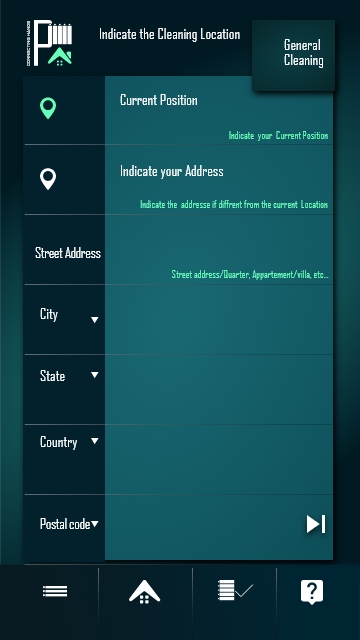 Indicate the Cleaning Location
General
Cleaning
Current Position
Indicate your Current Position
Indicate your Address
Indicate the addresse if diffrent from the current Location
Street Address
Street address/Quarter, Appartement/villa, etc...
City
State
Country
Postal code